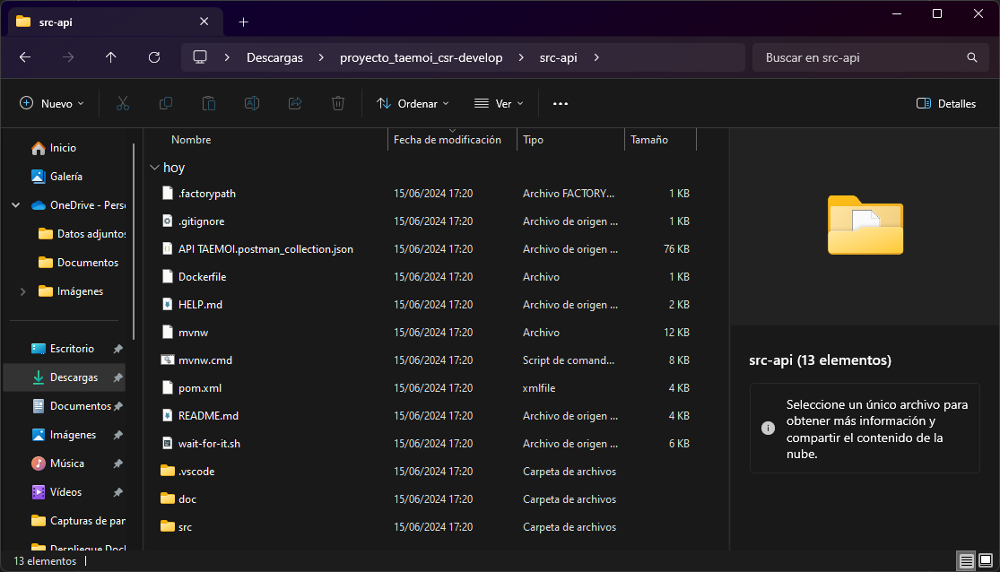 src-api
Descargas
proyecto_taemoi_csr-develop
src-api
Buscar en src-api
Nuevo
Ordenar
Ver
Detalles
Inicio
Galería
OneDrive - Pers
Datos adjuntos
Documentos
Imágenes
Escritorio
Descargas
Documentos
Imágenes
Música
Vídeos
Capturas de pan
Despliegue Doc
Nombre Fecha de modificación Tipo Tamaño
hoy
.factorypath 15/06/2024 17:20 Archivo FACTORY... 1 KB
.gitignore 15/06/2024 17:20 Archivo de origen ... 1 KB
API TAEMOI.postman_collection.json 15/06/2024 17:20 Archivo de origen ... 76 KB
Dockerfile 15/06/2024 17:20 Archivo 1 KB
HELP.md 15/06/2024 17:20 Archivo de origen ... 2 KB
mvnw 15/06/2024 17:20 Archivo 12 KB
mvnw.cmd 15/06/2024 17:20 Script de comand... 8 KB
pom.xml 15/06/2024 17:20 xmlfile 4 KB
README.md 15/06/2024 17:20 Archivo de origen ... 4 KB
wait-for-it.sh 15/06/2024 17:20 Archivo de origen ... 6 KB
.vscode 15/06/2024 17:20 Carpeta de archivos
doc 15/06/2024 17:20 Carpeta de archivos
src 15/06/2024 17:20 Carpeta de archivos
src-api (13 elementos)
Seleccione un único archivo para
obtener más información y
compartir el contenido de la
nube.
13 elementos